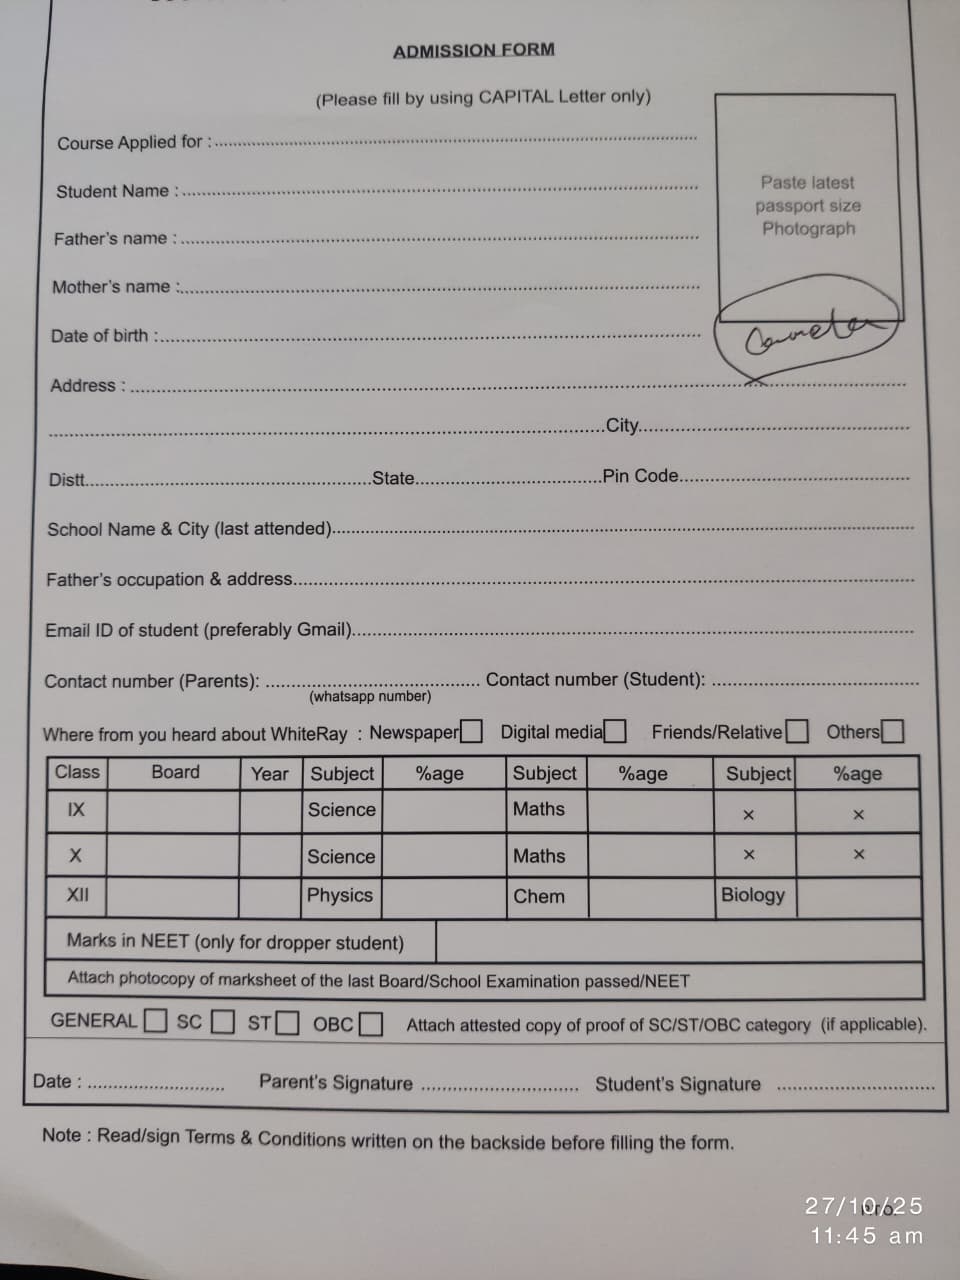 ADMISSION FORM
(Please fill by using CAPITAL Letter only)
Course Applied for :
Student Name :
Father's name :
Mother's name :
Date of birth :
Paste latest
passport size
Photograph
Address :
City
Distt. State Pin Code
School Name & City (last attended)
Father's occupation & address
Email ID of student (preferably Gmail)
Contact number (Parents): Contact number (Student):
(whatsapp number)
Where from you heard about WhiteRay : Newspaper Digital media Friends/Relative Others
Class Board Year Subject %age Subject %age Subject %age
IX Science Maths × ×
X Science Maths × ×
XII Physics Chem Biology
Marks in NEET (only for dropper student)
Attach photocopy of marksheet of the last Board/School Examination passed/NEET
GENERAL SC ST OBC Attach attested copy of proof of SC/ST/OBC category (if applicable).
Date : Parent's Signature Student's Signature
Note : Read/sign Terms & Conditions written on the backside before filling the form.
27/10/25
11:45 am